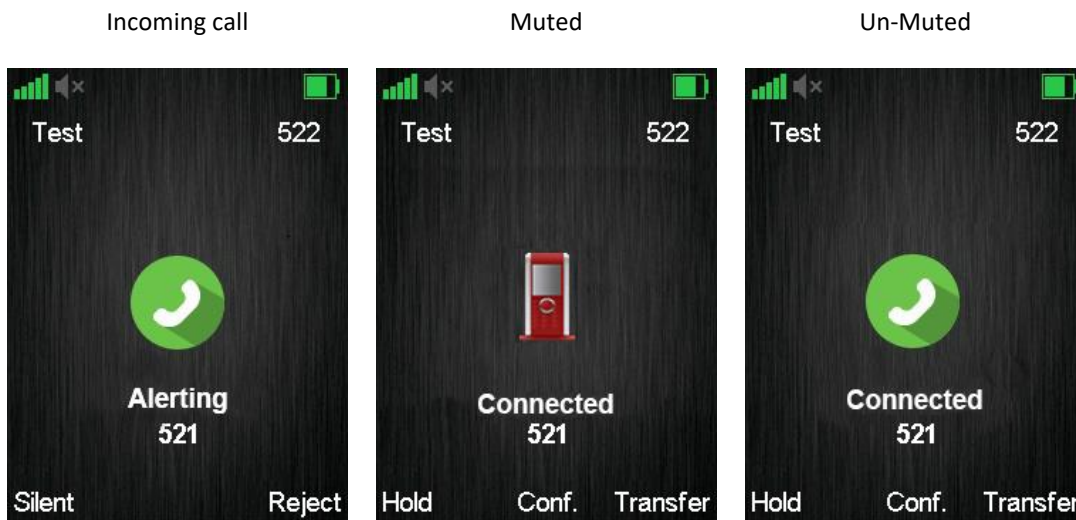 Incoming call
Muted
Un-Muted
Test 522
Alerting
521
Silent Reject
Test 522
Connected
521
Hold Conf. Transfer
Test 522
Connected
521
Hold Conf. Transfer